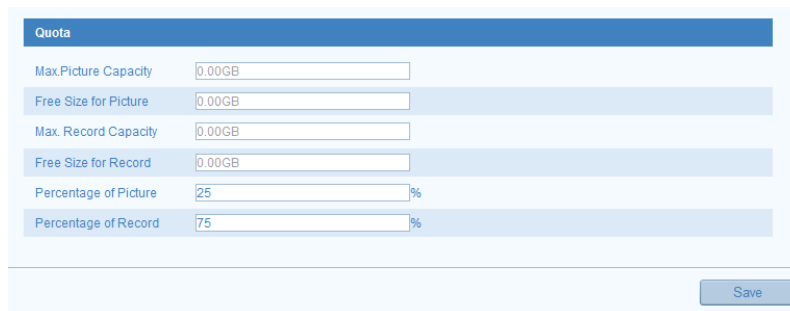 Quota
Max.Picture Capacity 0.00GB
Free Size for Picture 0.00GB
Max. Record Capacity 0.00GB
Free Size for Record 0.00GB
Percentage of Picture 25 %
Percentage of Record 75 %
Save